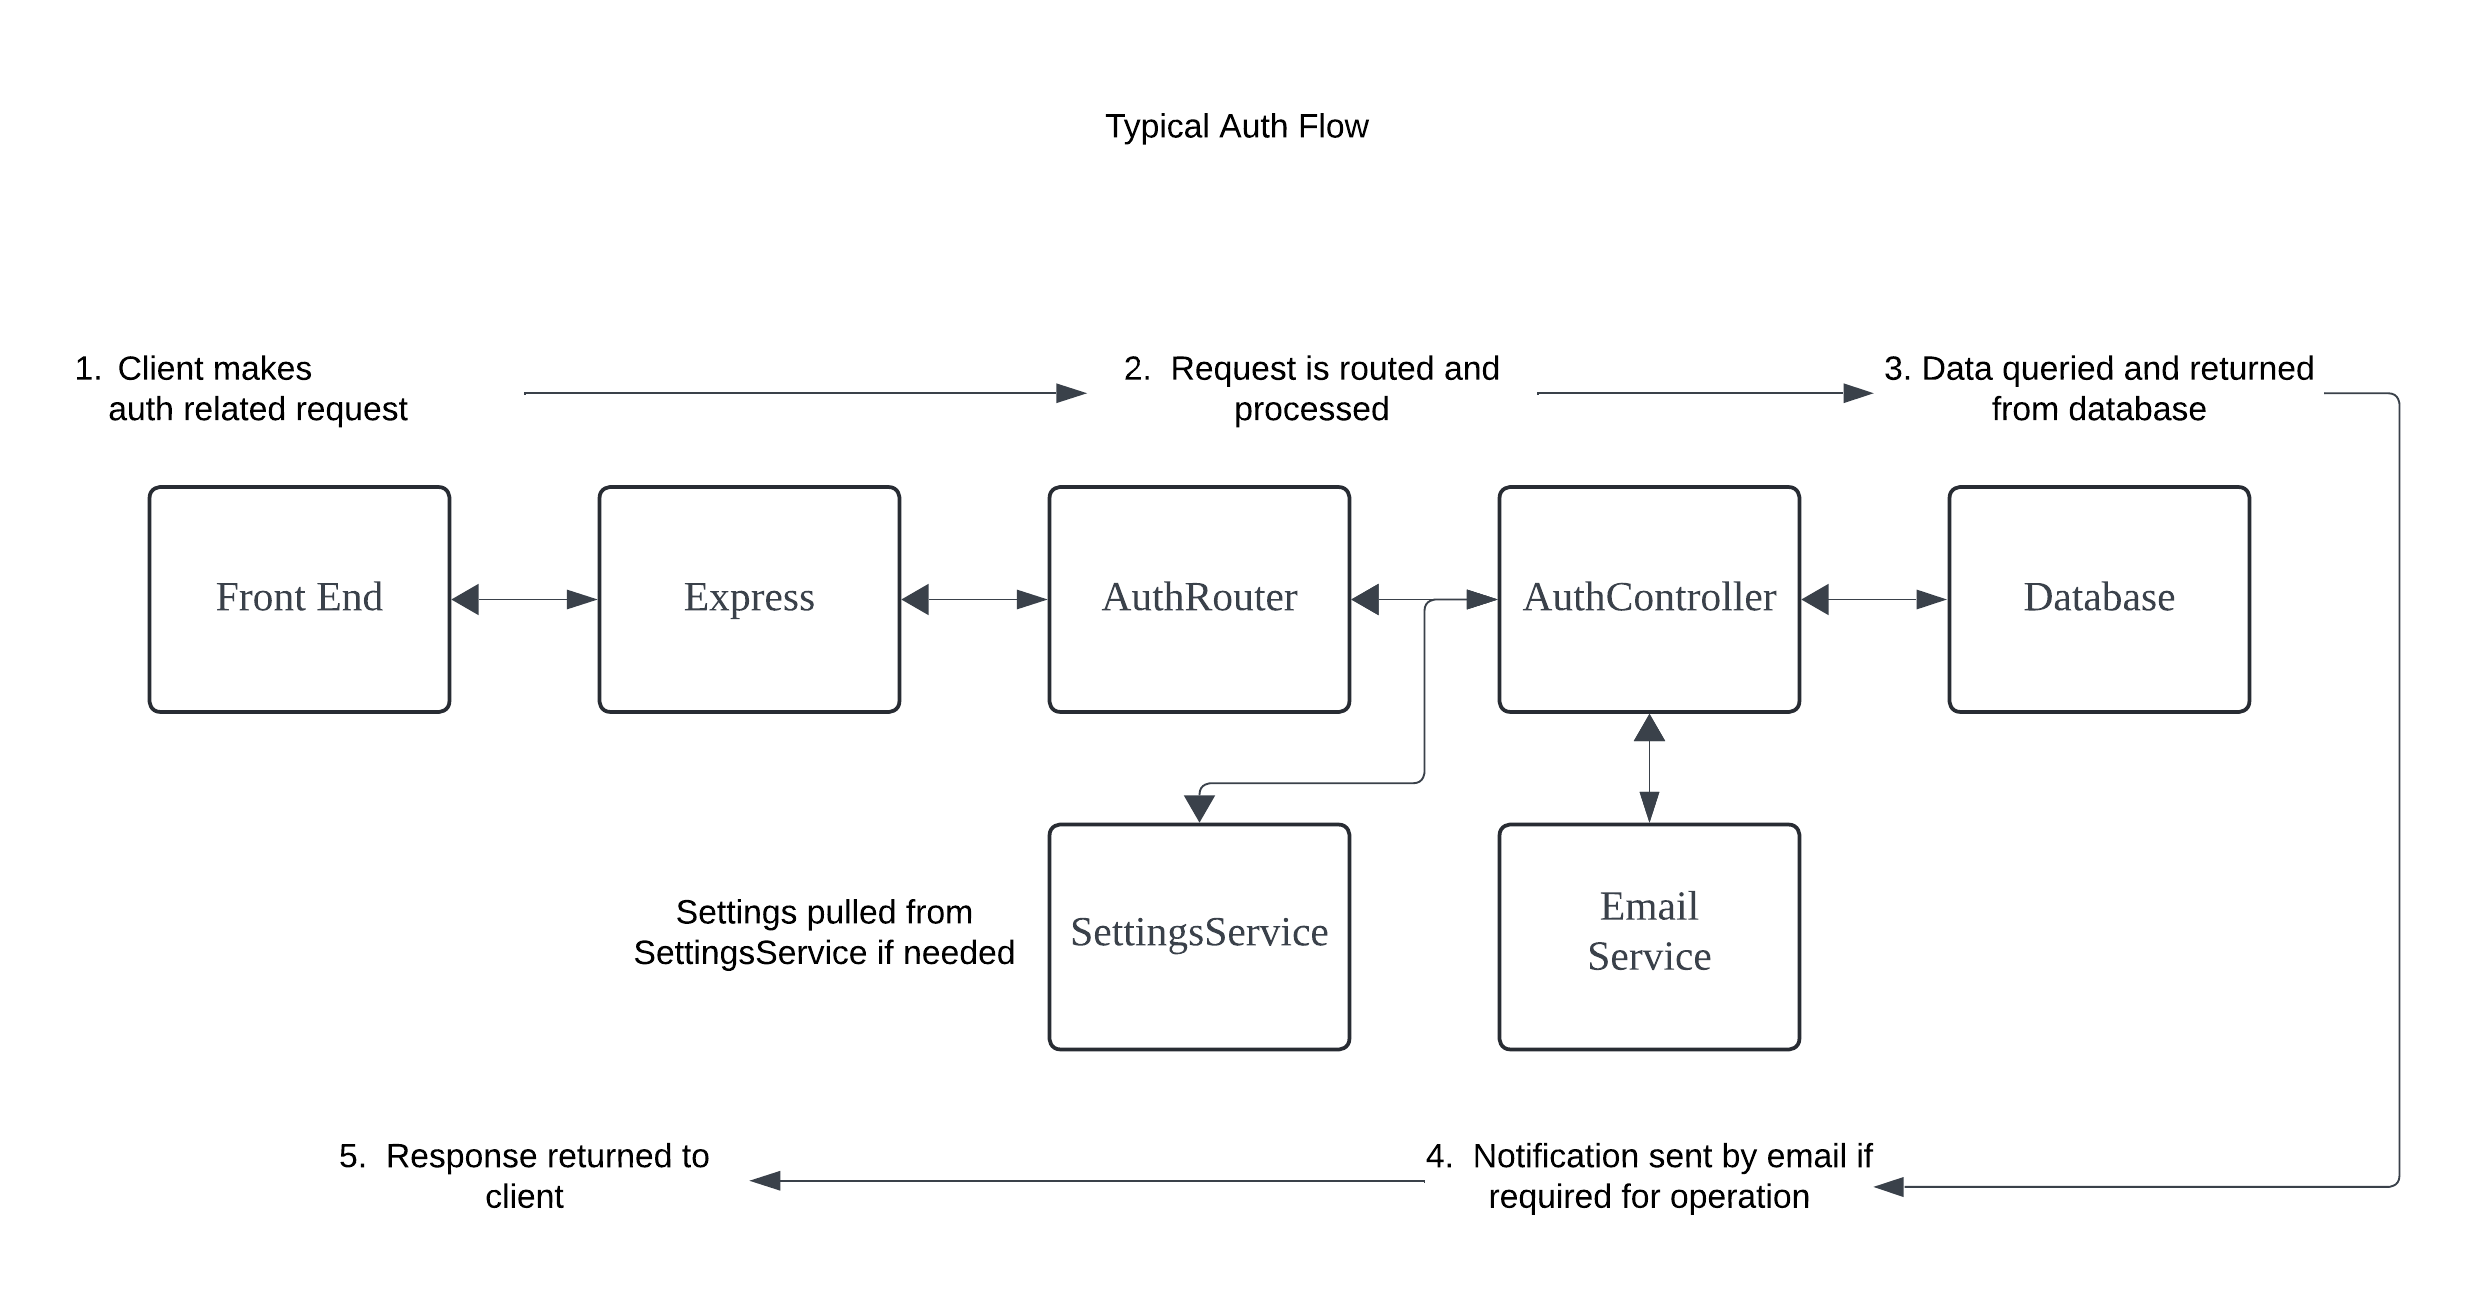 Typical Auth Flow
1. Client makes
auth related request
2. Request is routed and
processed
3. Data queried and returned
from database
Front End
Express
AuthRouter
AuthController
Database
Settings pulled from
SettingsService if needed
SettingsService
Email
Service
5. Response returned to
client
4. Notification sent by email if
required for operation